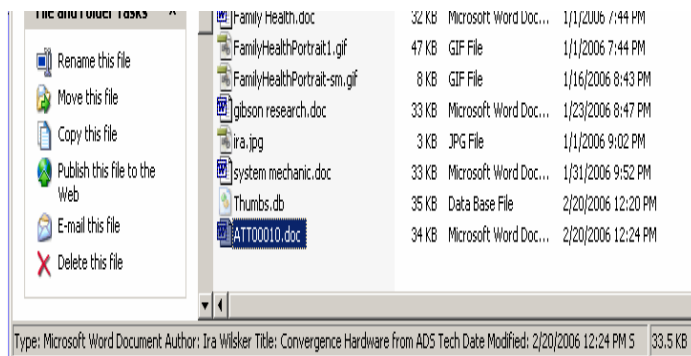 File and Folder Tasks
Rename this file
Move this file
Copy this file
Publish this file to the
Web
E-mail this file
Delete this file
Family Health.doc 32 KB Microsoft Word Doc... 1/1/2006 7:44 PM
FamilyHealthPortrait1.gif 47 KB GIF File 1/1/2006 7:44 PM
FamilyHealthPortrait-sm.gif 8 KB GIF File 1/16/2006 8:43 PM
gibson research.doc 33 KB Microsoft Word Doc... 1/23/2006 8:47 PM
ira.jpg 3 KB JPG File 1/1/2006 9:02 PM
system mechanic.doc 33 KB Microsoft Word Doc... 1/31/2006 9:52 PM
Thumbs.db 35 KB Data Base File 2/20/2006 12:20 PM
ATT00010.doc 34 KB Microsoft Word Doc... 2/20/2006 12:24 PM
Type: Microsoft Word Document Author: Ira Wilsker Title: Convergence Hardware from ADS Tech Date Modified: 2/20/2006 12:24 PM S 33.5 KB